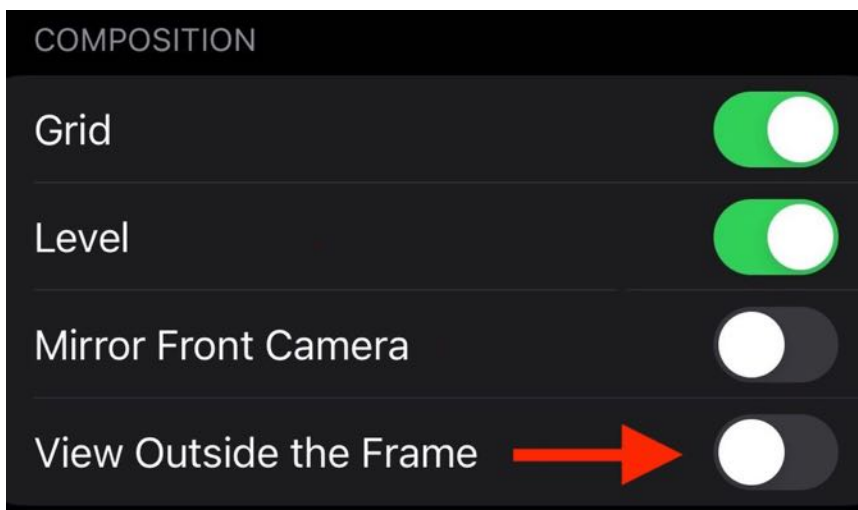 COMPOSITION
Grid
Level
Mirror Front Camera
View Outside the Frame